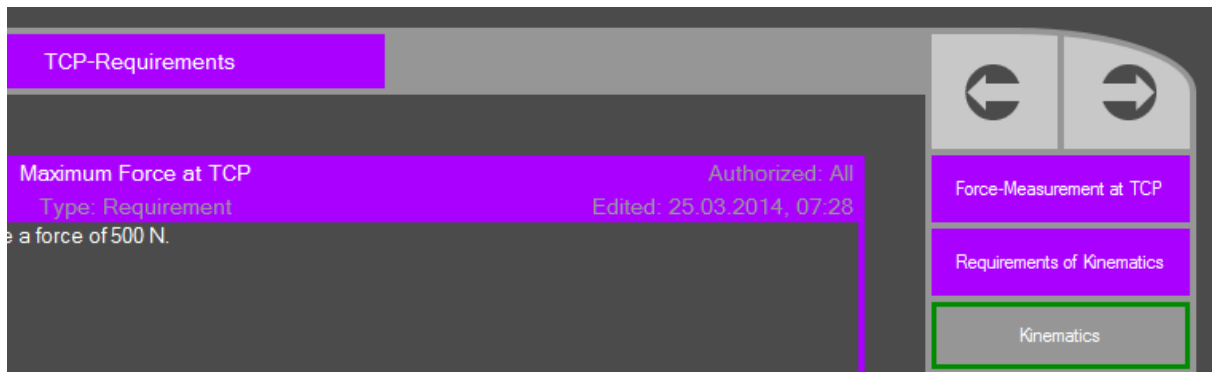 TCP-Requirements
Maximum Force at TCP
Authorized: All
Type: Requirement
Edited: 25.03.2014, 07:28
a force of 500 N.
Force-Measurement at TCP
Requirements of Kinematics
Kinematics